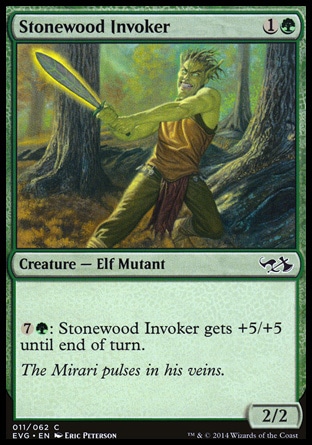 Stonewood Invoker 1
Creature — Elf Mutant
7: Stonewood Invoker gets +5/+5
until end of turn.
The Mirari pulses in his veins.
2/2
011/062 C
EVG • EN Eric Peterson ™ & © 2014 Wizards of the Coast